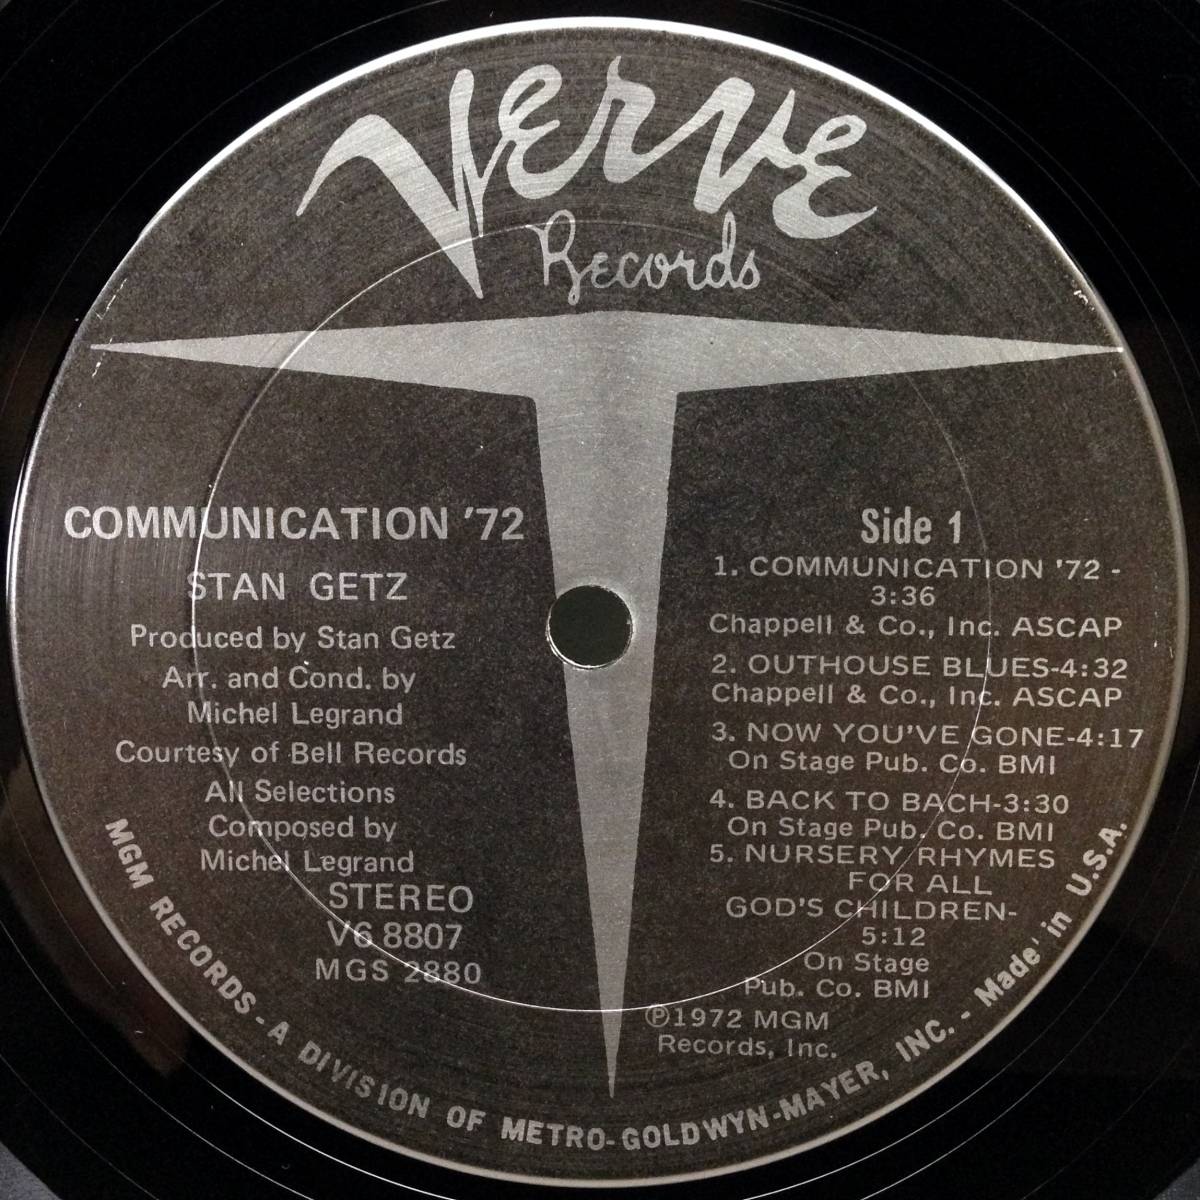 Verve
Records
COMMUNICATION '72
STAN GETZ
Produced by Stan Getz
Arr. and Cond. by
Michel Legrand
Courtesy of Bell Records
All Selections
Composed by
Michel Legrand
STEREO
V6 8807
MGS 2880
Side 1
1. COMMUNICATION '72 -
3:36
Chappell & Co., Inc. ASCAP
2. OUTHOUSE BLUES-4:32
Chappell & Co., Inc. ASCAP
3. NOW YOU'VE GONE-4:17
On Stage Pub. Co. BMI
4. BACK TO BACH-3:30
On Stage Pub. Co. BMI
5. NURSERY RHYMES
FOR ALL
GOD'S CHILDREN-
5:12
On Stage
Pub. Co. BMI
Ⓟ1972 MGM
Records, Inc.
MGM RECORDS - A DIVISION OF METRO-GOLDWYN-MAYER, INC. - Made in U.S.A.